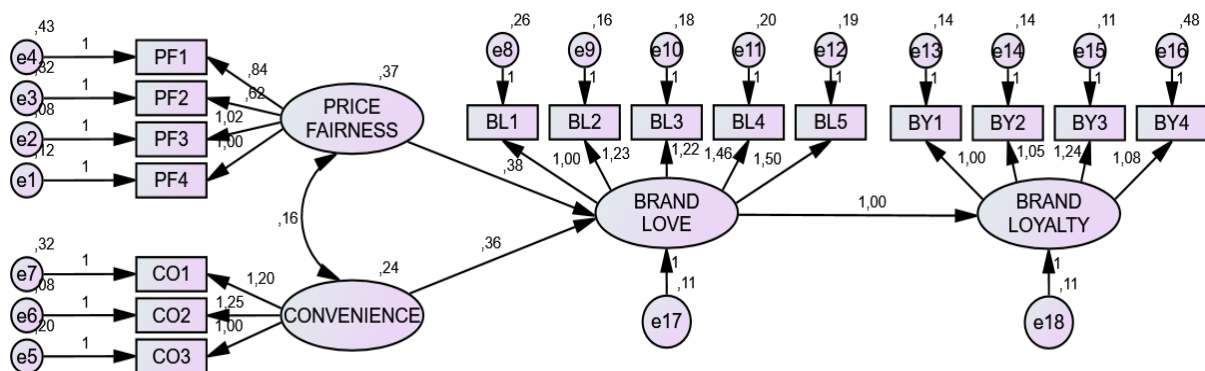 ,43
e4
1
PF1
,84
,32
e3
1
PF2
,62
,08
e2
1
PF3
1,02
,12
e1
1
PF4
1,00
,37
PRICE
FAIRNESS
,16
,32
e7
1
CO1
1,20
,08
e6
1
CO2
1,25
,20
e5
1
CO3
1,00
,24
CONVENIENCE
,38
,36
,26
e8
1
BL1
1,00
,16
e9
1
BL2
1,23
,18
e10
1
BL3
1,22
,20
e11
1
BL4
1,46
,19
e12
1
BL5
1,50
BRAND
LOVE
1
,11
e17
1,00
,14
e13
1
BY1
1,00
,14
e14
1
BY2
1,05
,11
e15
1
BY3
1,24
,48
e16
1
BY4
1,08
BRAND
LOYALTY
1
,11
e18